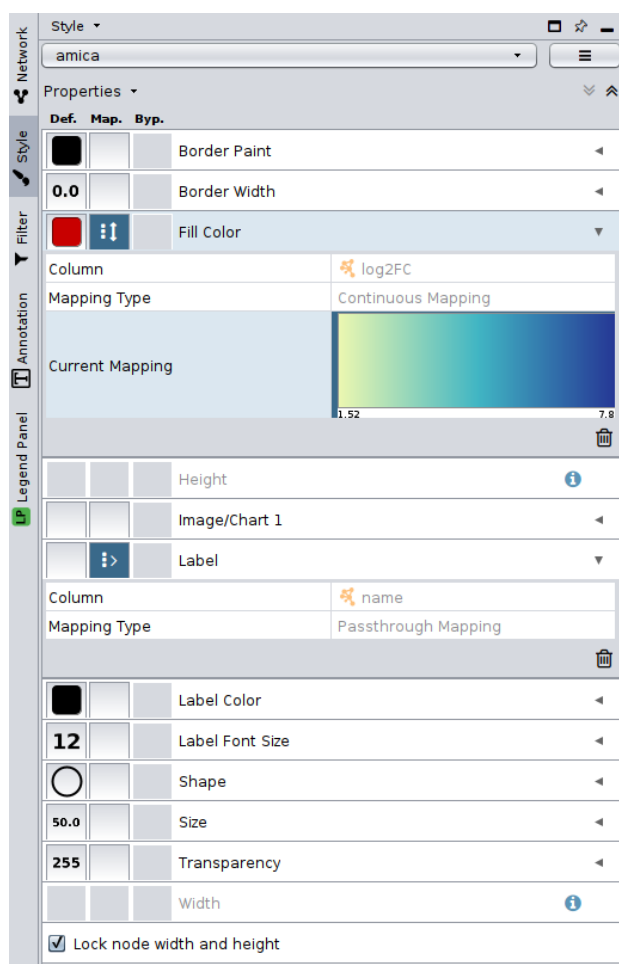 Style
amica
Properties
Def. Map. Byp.
Border Paint
0.0 Border Width
Fill Color
Column log2FC
Mapping Type Continuous Mapping
Current Mapping
1.52 7.8
Height
Image/Chart 1
Label
Column name
Mapping Type Passthrough Mapping
Label Color
12 Label Font Size
Shape
50.0 Size
255 Transparency
Width
Lock node width and height
Network
Style
Filter
T Annotation
LP Legend Panel